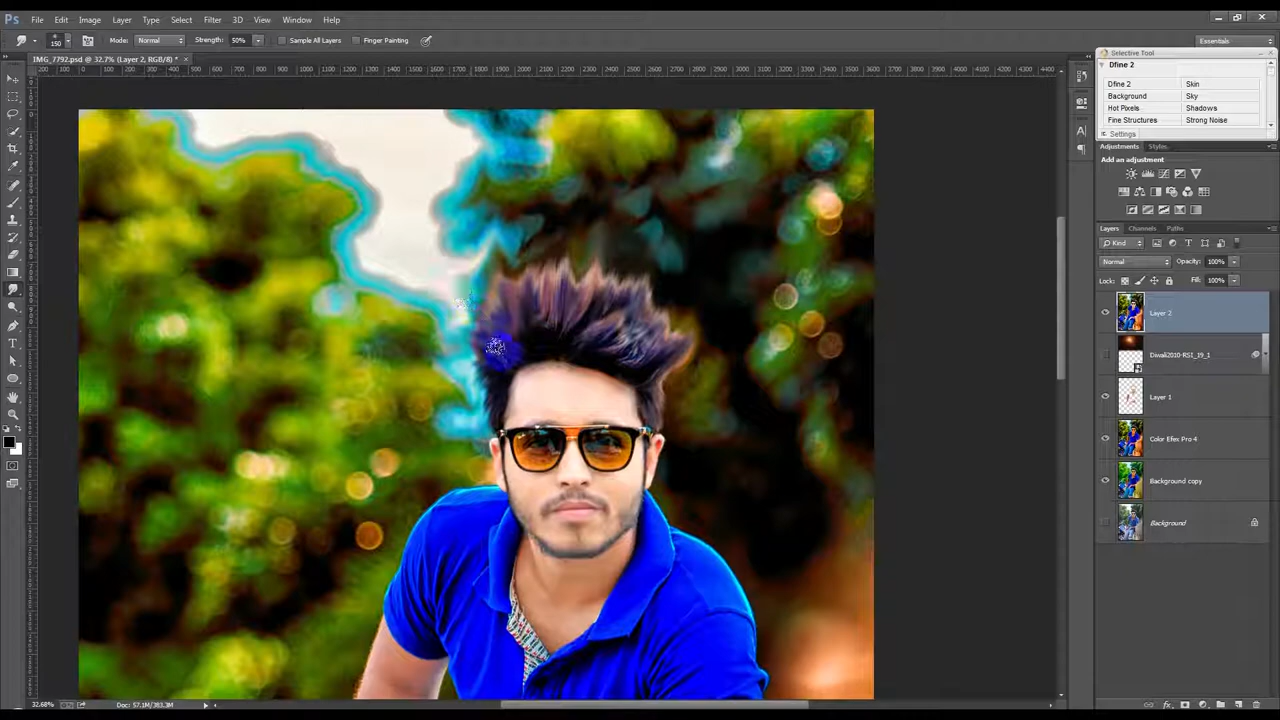 Ps File Edit Image Layer Type Select Filter 3D View Window Help
150 Mode: Normal Strength: 50% Sample All Layers Finger Painting Essentials
IMG_7792.psd @ 32.7% (Layer 2, RGB/8) *
Selective Tool
Dfine 2
Dfine 2 Skin
Background Sky
Hot Pixels Shadows
Fine Structures Strong Noise
Settings
Adjustments Styles
Add an adjustment
Layers Channels Paths
Kind
Normal Opacity: 100%
Lock: Fill: 100%
Layer 2
Diwali2010-RS1_19_1
Layer 1
Color Efex Pro 4
Background copy
Background
32.68% Doc: 57.1M/383.3M